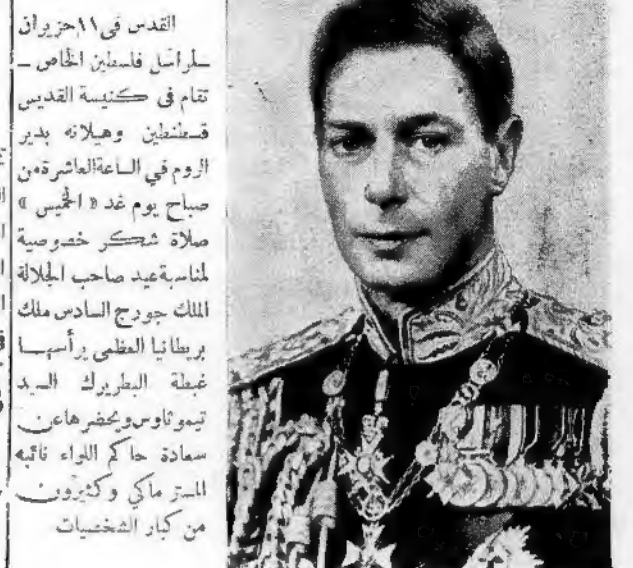 القدس في ١١ حزيران
ـ لمراسل فلسطين الخاص ـ
تقام في كنيسة القديس
قسطنطين وهيلانه بدير
الروم في الساعة العاشرة من
صباح يوم غد « الخميس »
صلاة شكر خصوصية
لمناسبة عيد صاحب الجلالة
الملك جورج السادس ملك
بريطانيا العظمى يرأسها
غبطة البطريرك السيد
تيموثاوس ويحضرها عن
سعادة حاكم اللواء نائبه
المستر ماكي وكثيرون
من كبار الشخصيات